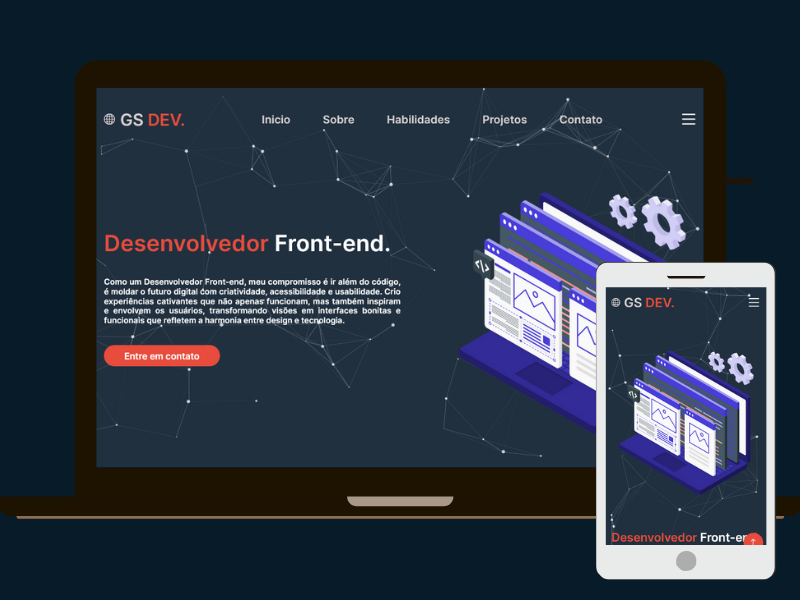 GS DEV.
Inicio Sobre Habilidades Projetos Contato
Desenvolvedor Front-end.
Como um Desenvolvedor Front-end, meu compromisso é ir além do código,
é moldar o futuro digital com criatividade, acessibilidade e usabilidade. Crio
experiências cativantes que não apenas funcionam, mas também inspiram
e envolvem os usuários, transformando visões em interfaces bonitas e
funcionais que refletem a harmonia entre design e tecnologia.
Entre em contato
</>
GS DEV.
</>
Desenvolvedor Front-en